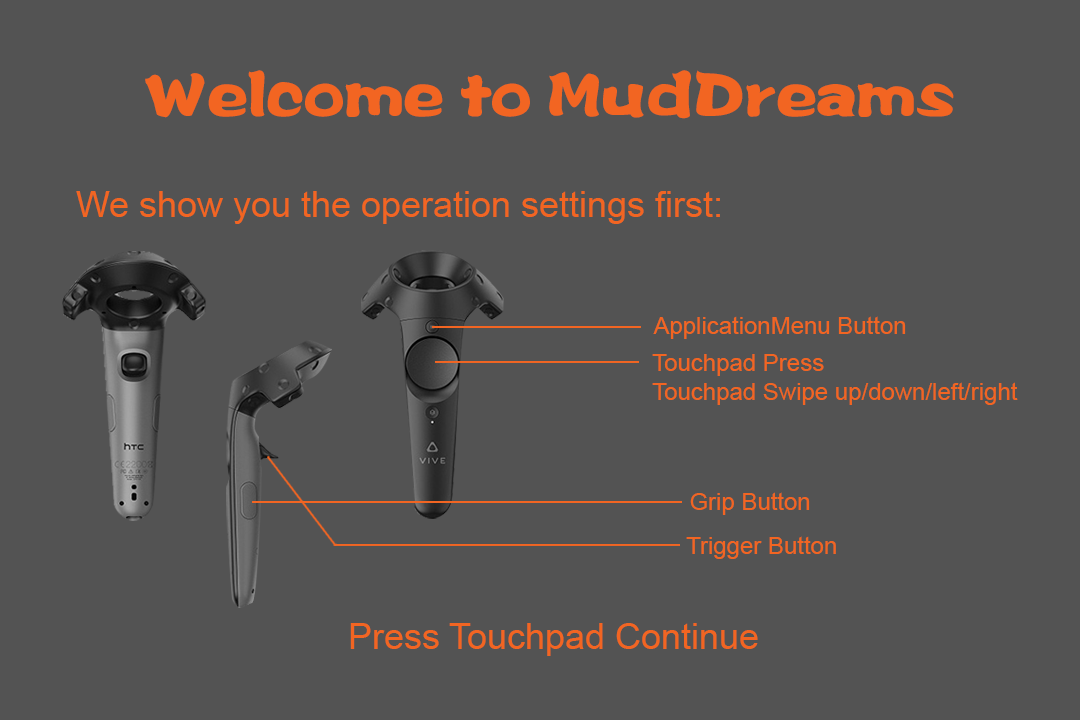 Welcome to MudDreams
We show you the operation settings first:
ApplicationMenu Button
Touchpad Press
Touchpad Swipe up/down/left/right
hTC
VIVE
Grip Button
Trigger Button
Press Touchpad Continue